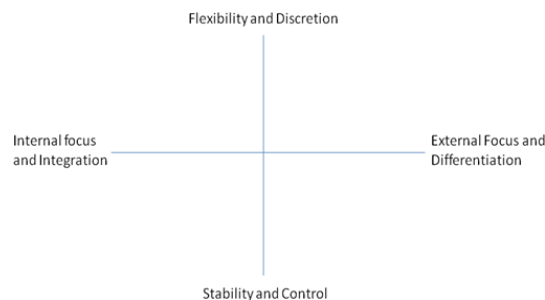 Flexibility and Discretion
Internal focus
and Integration
External Focus and
Differentiation
Stability and Control